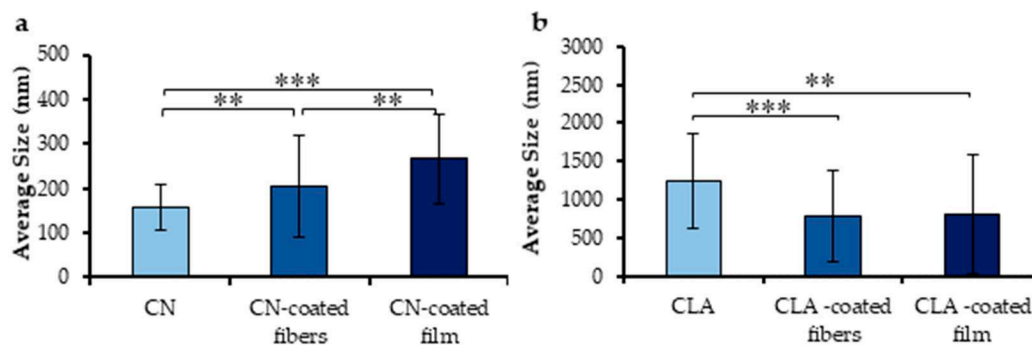 a
Average Size (nm)
500
400
300
200
100
0
***
** **
CN
CN-coated
fibers
CN-coated
film
b
Average Size (nm)
3000
2500
2000
1500
1000
500
0
**
***
CLA
CLA -coated
fibers
CLA -coated
film